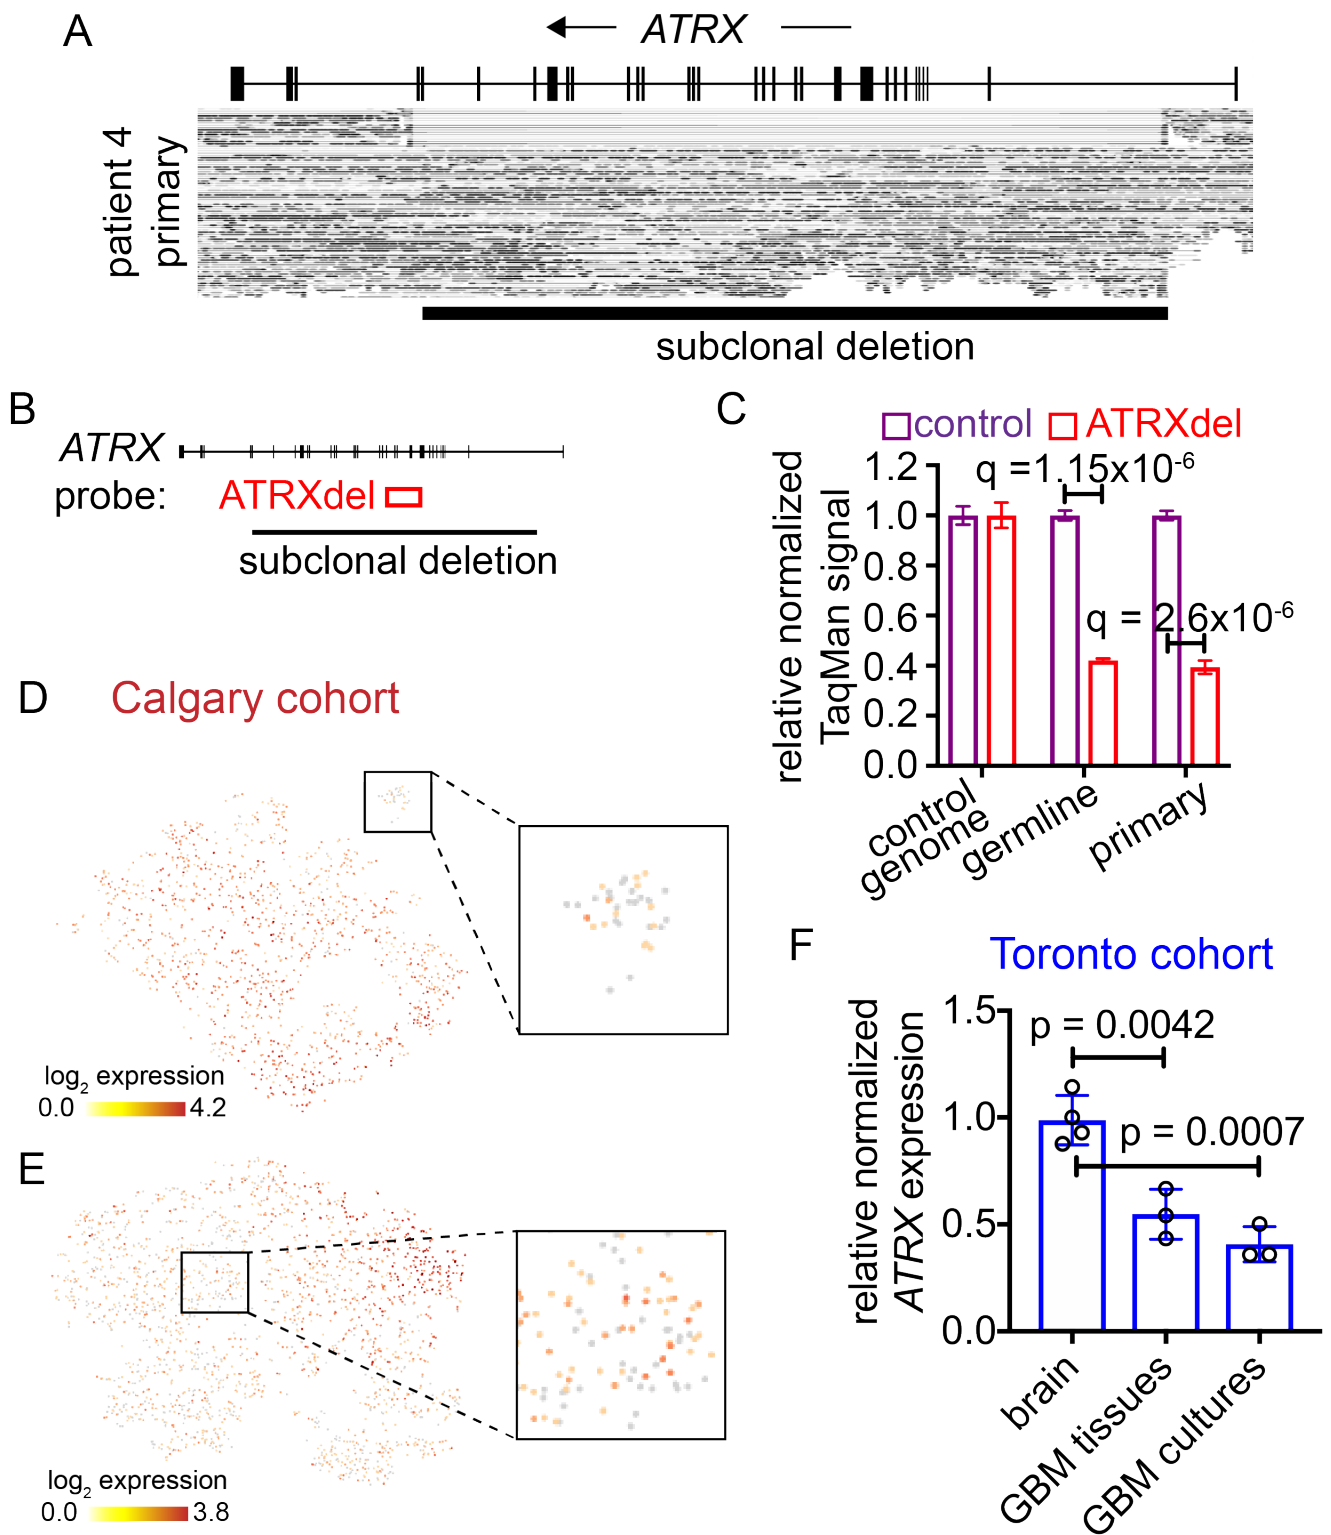 A
ATRX
patient 4
primary
subclonal deletion
B
ATRX
probe: ATRXdel
subclonal deletion
C
control ATRXdel
relative normalized
TaqMan signal
1.2
1.0
0.8
0.6
0.4
0.2
0.0
q =1.15x10-6
q = 2.6x10-6
control
genome
germline
primary
D Calgary cohort
log2 expression
0.0 4.2
E
log2 expression
0.0 3.8
F Toronto cohort
relative normalized
ATRX expression
1.5
1.0
0.5
0.0
p = 0.0042
p = 0.0007
brain
GBM tissues
GBM cultures